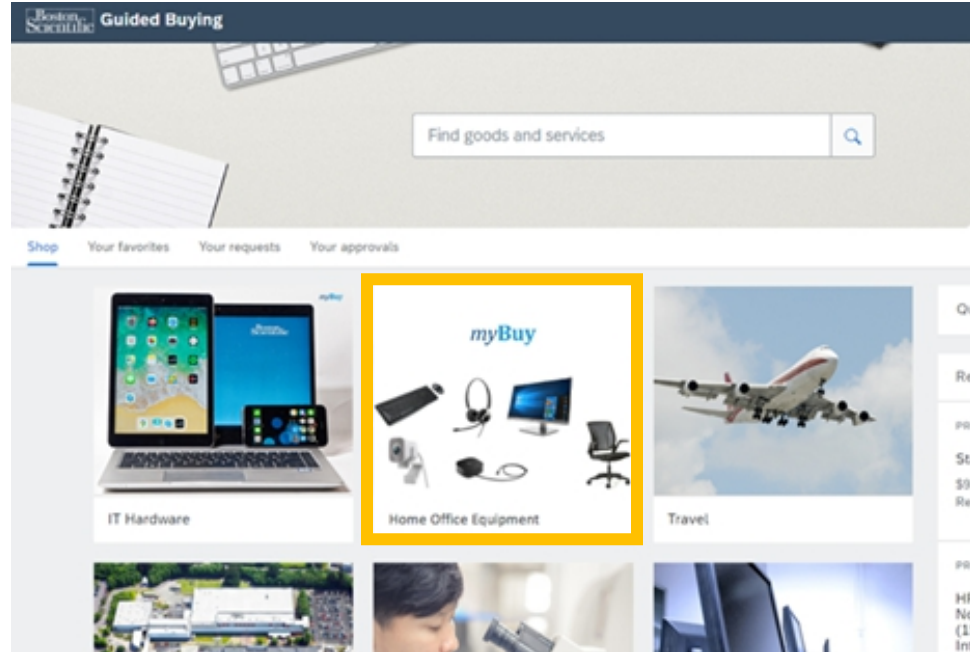 Boston
Scientific Guided Buying
Find goods and services
Shop Your favorites Your requests Your approvals
myBuy
myBuy
IT Hardware
Home Office Equipment
Travel